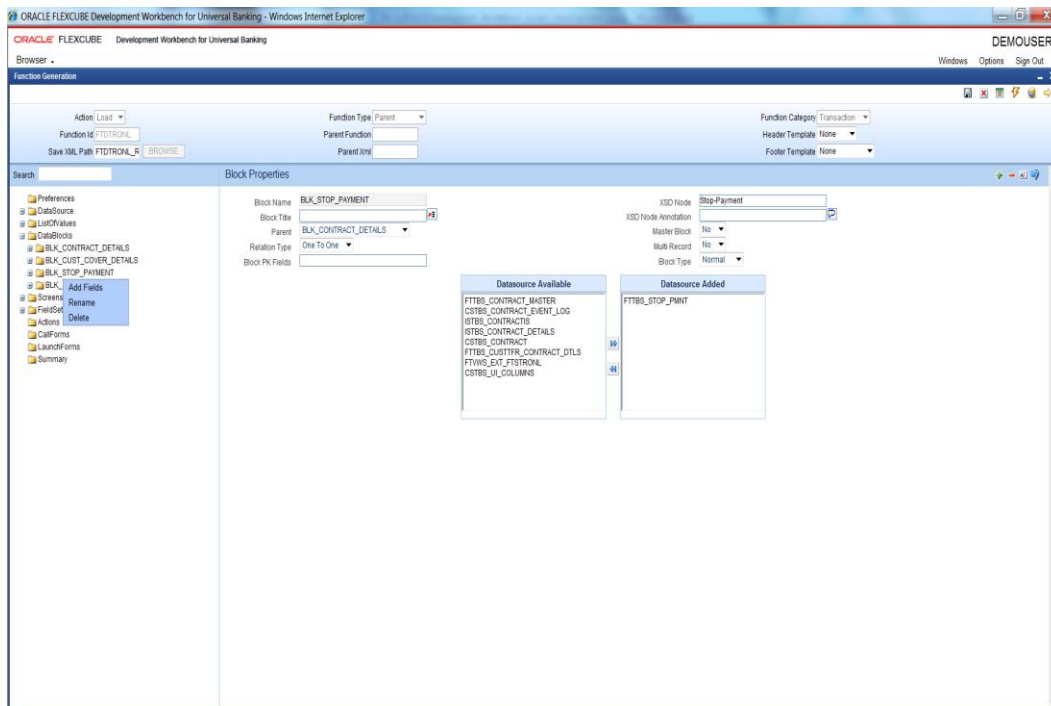 ORACLE FLEXCUBE Development Workbench for Universal Banking - Windows Internet Explorer
ORACLE FLEXCUBE Development Workbench for Universal Banking
DEMOUSER
Browser
Windows Options Sign Out
Function Generation
Action Load
Function Type Parent
Function Category Transaction
Function Id FTDTRONL
Parent Function
Header Template None
Save XML Path FTDTRONL_R BROWSE
Parent Xml
Footer Template None
Search
Block Properties
Preferences
DataSource
ListOfValues
DataBlocks
BLK_CONTRACT_DETAILS
BLK_CUST_COVER_DETAILS
BLK_STOP_PAYMENT
BLK_
Screens
FieldSet
Actions
CallForms
LaunchForms
Summary
Add Fields
Rename
Delete
Block Name BLK_STOP_PAYMENT
Block Title
Parent BLK_CONTRACT_DETAILS
Relation Type One To One
Block PK Fields
XSD Node Stop-Payment
XSD Node Annotation
Master Block No
Multi Record No
Block Type Normal
Datasource Available
FTTBS_CONTRACT_MASTER
CSTBS_CONTRACT_EVENT_LOG
ISTBS_CONTRACTIS
ISTBS_CONTRACT_DETAILS
CSTBS_CONTRACT
FTTBS_CUSTTFR_CONTRACT_DTLS
FTVWS_EXT_FTSTRONL
CSTBS_UI_COLUMNS
Datasource Added
FTTBS_STOP_PMNT